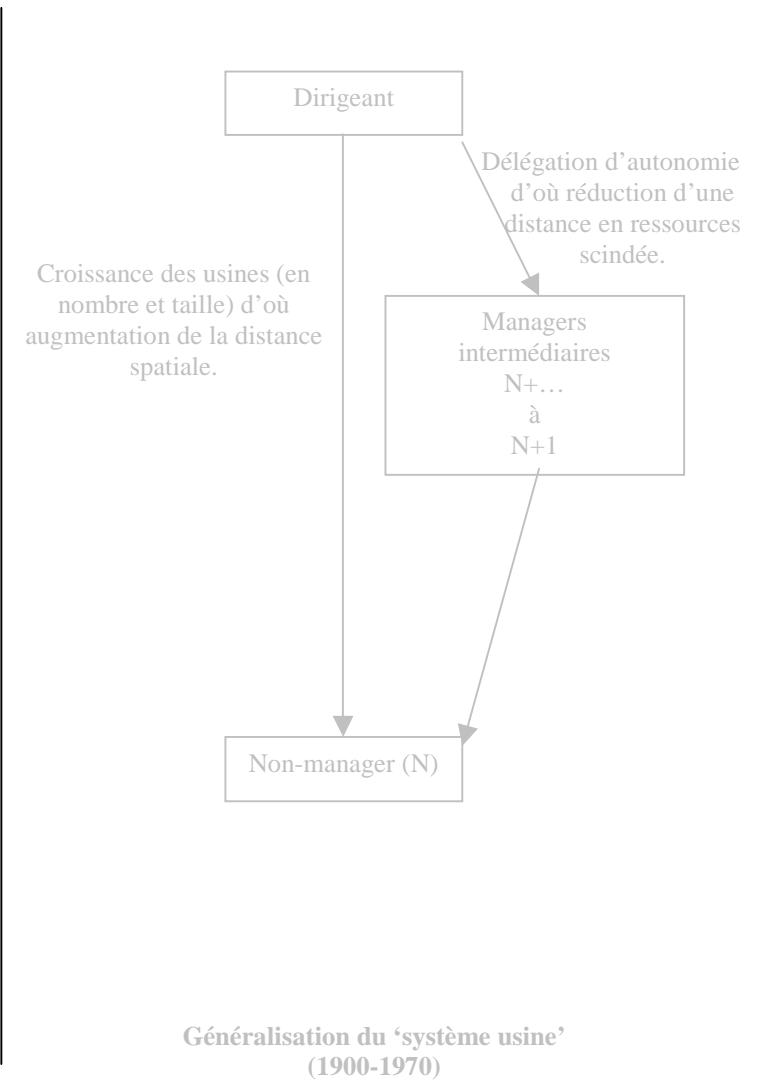 Dirigeant
Délégation d’autonomie
d’où réduction d’une
distance en ressources
scindée.
Croissance des usines (en
nombre et taille) d’où
augmentation de la distance
spatiale.
Managers
intermédiaires
N+…
à
N+1
Non-manager (N)
Généralisation du ‘système usine’
(1900-1970)